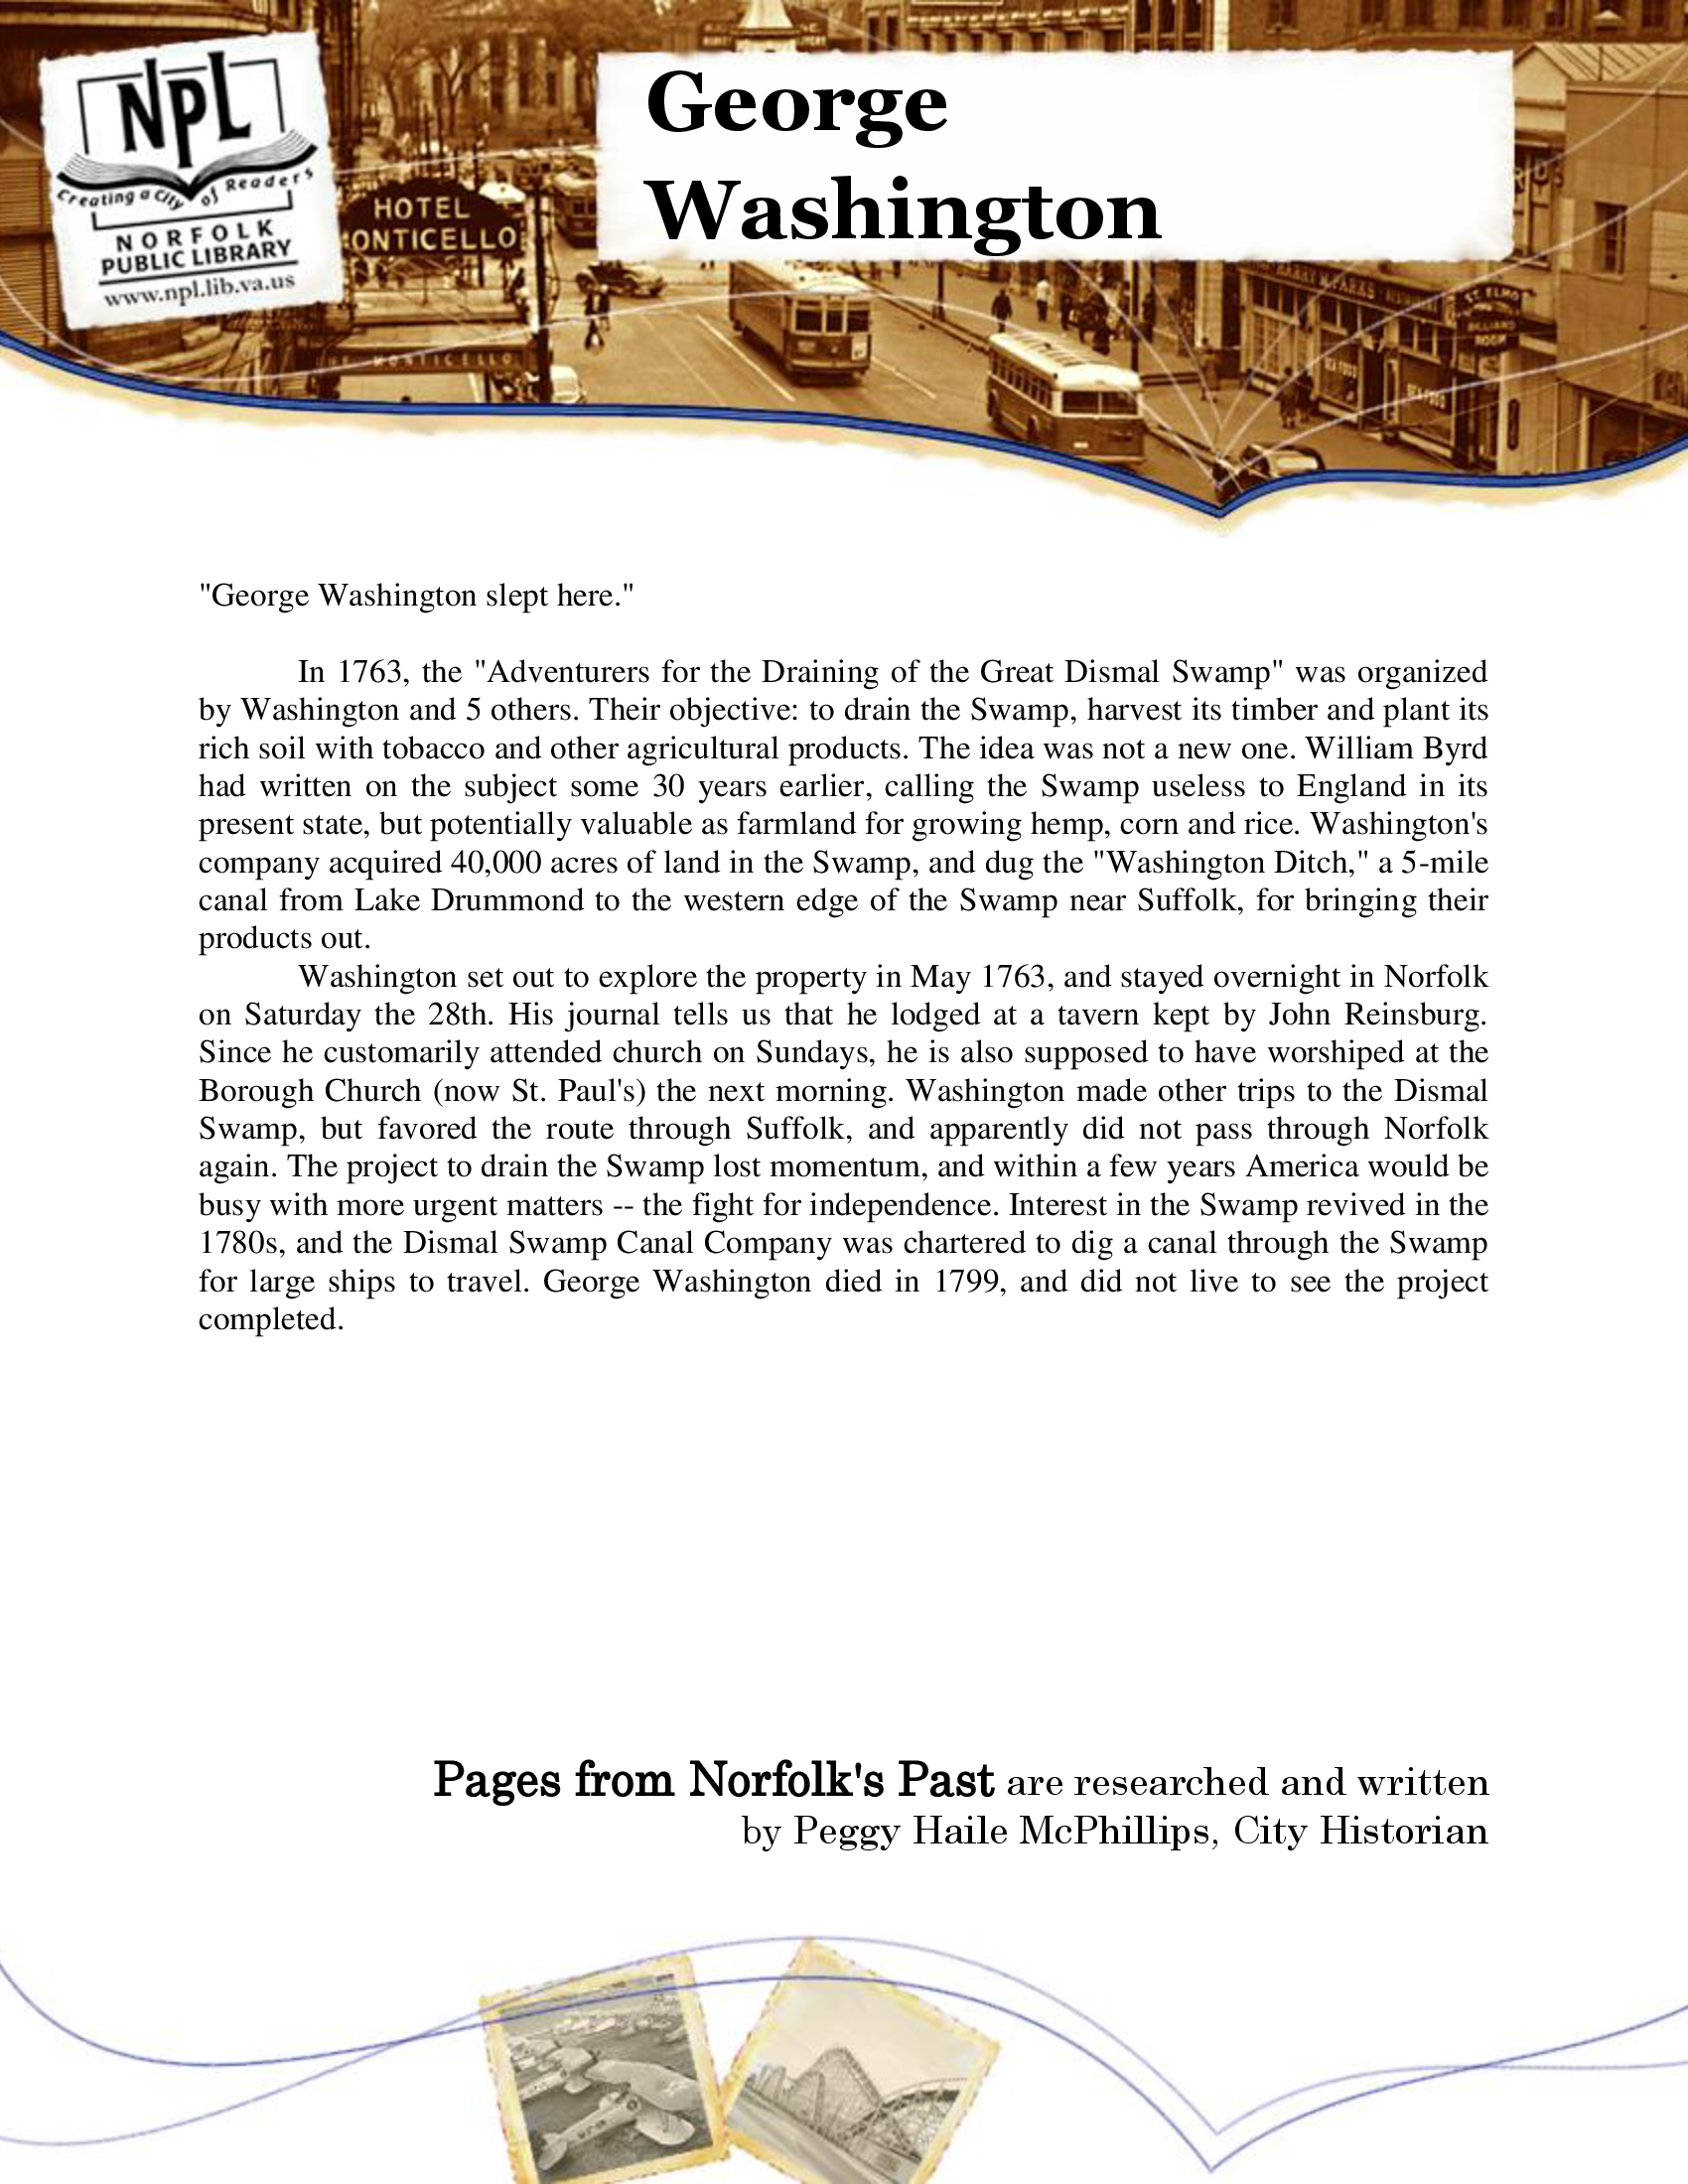 NPL
Creating a City of Readers
NORFOLK
PUBLIC LIBRARY
www.npl.lib.va.us
George
Washington
HOTEL
ONTICELLO
MONTICELLO
HARRY
PARKS
ST. ELMO
BILLIARD
ROOM
SEA FOOD
SEA FOOD
"George Washington slept here."
In 1763, the "Adventurers for the Draining of the Great Dismal Swamp" was organized
by Washington and 5 others. Their objective: to drain the Swamp, harvest its timber and plant its
rich soil with tobacco and other agricultural products. The idea was not a new one. William Byrd
had written on the subject some 30 years earlier, calling the Swamp useless to England in its
present state, but potentially valuable as farmland for growing hemp, corn and rice. Washington's
company acquired 40,000 acres of land in the Swamp, and dug the "Washington Ditch," a 5-mile
canal from Lake Drummond to the western edge of the Swamp near Suffolk, for bringing their
products out.
Washington set out to explore the property in May 1763, and stayed overnight in Norfolk
on Saturday the 28th. His journal tells us that he lodged at a tavern kept by John Reinsburg.
Since he customarily attended church on Sundays, he is also supposed to have worshiped at the
Borough Church (now St. Paul's) the next morning. Washington made other trips to the Dismal
Swamp, but favored the route through Suffolk, and apparently did not pass through Norfolk
again. The project to drain the Swamp lost momentum, and within a few years America would be
busy with more urgent matters -- the fight for independence. Interest in the Swamp revived in the
1780s, and the Dismal Swamp Canal Company was chartered to dig a canal through the Swamp
for large ships to travel. George Washington died in 1799, and did not live to see the project
completed.
Pages from Norfolk's Past are researched and written
by Peggy Haile McPhillips, City Historian